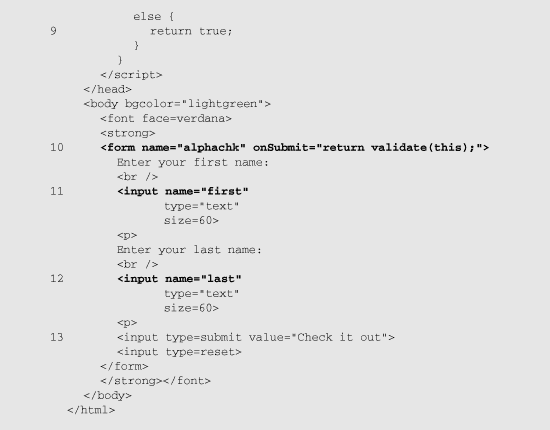 else {
9 return true;
}
}
</script>
</head>
<body bgcolor="lightgreen">
<font face=verdana>
<strong>
10 <form name="alphachk" onSubmit="return validate(this);">
Enter your first name:
<br />
11 <input name="first"
type="text"
size=60>
<p>
Enter your last name:
<br />
12 <input name="last"
type="text"
size=60>
<p>
13 <input type=submit value="Check it out">
<input type=reset>
</form>
</strong></font>
</body>
</html>